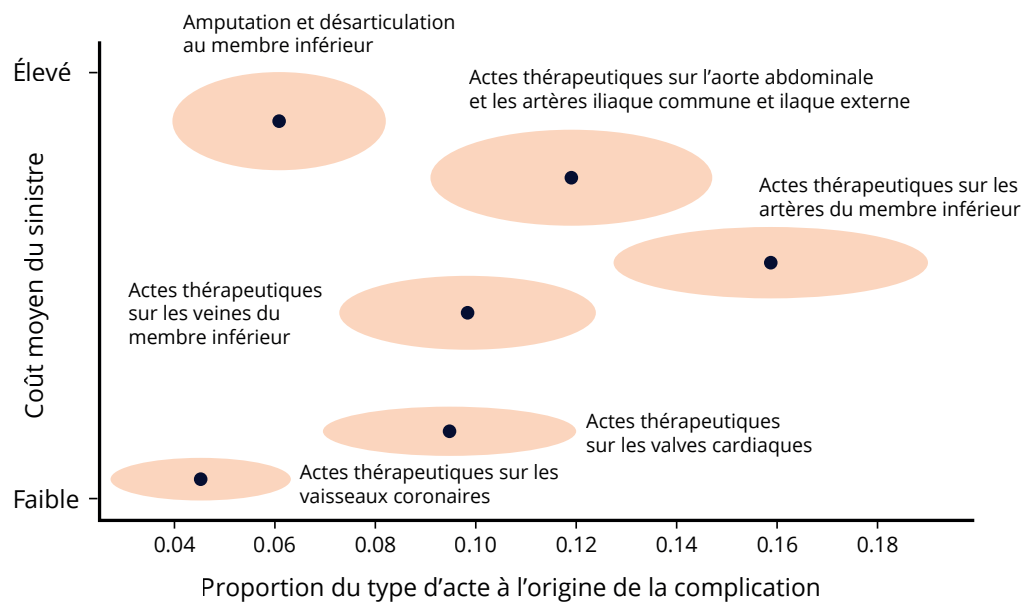 Amputation et désarticulation
au membre inférieur
Élevé
Actes thérapeutiques sur l’aorte abdominale
et les artères iliaque commune et ilaque externe
Actes thérapeutiques sur les
artères du membre inférieur
Coût moyen du sinistre
Actes thérapeutiques
sur les veines du
membre inférieur
Actes thérapeutiques
sur les valves cardiaques
Actes thérapeutiques sur les
vaisseaux coronaires
Faible
0.04 0.06 0.08 0.10 0.12 0.14 0.16 0.18
Proportion du type d’acte à l’origine de la complication